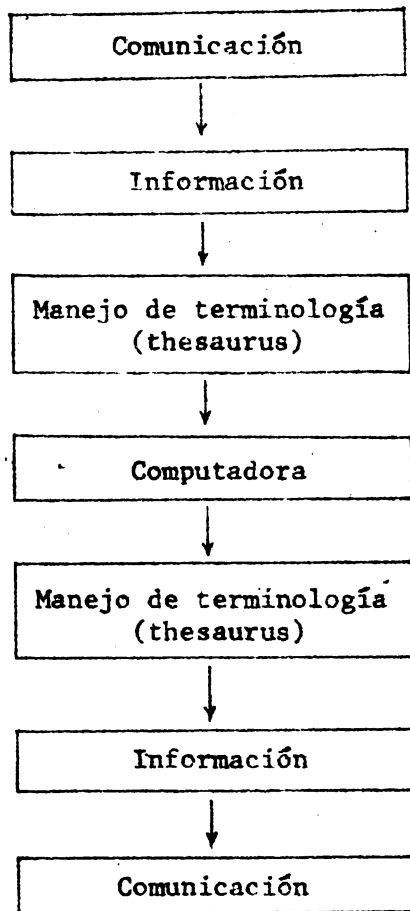 Comunicación
Información
Manejo de terminología
(thesaurus)
Computadora
Manejo de terminología
(thesaurus)
Información
Comunicación